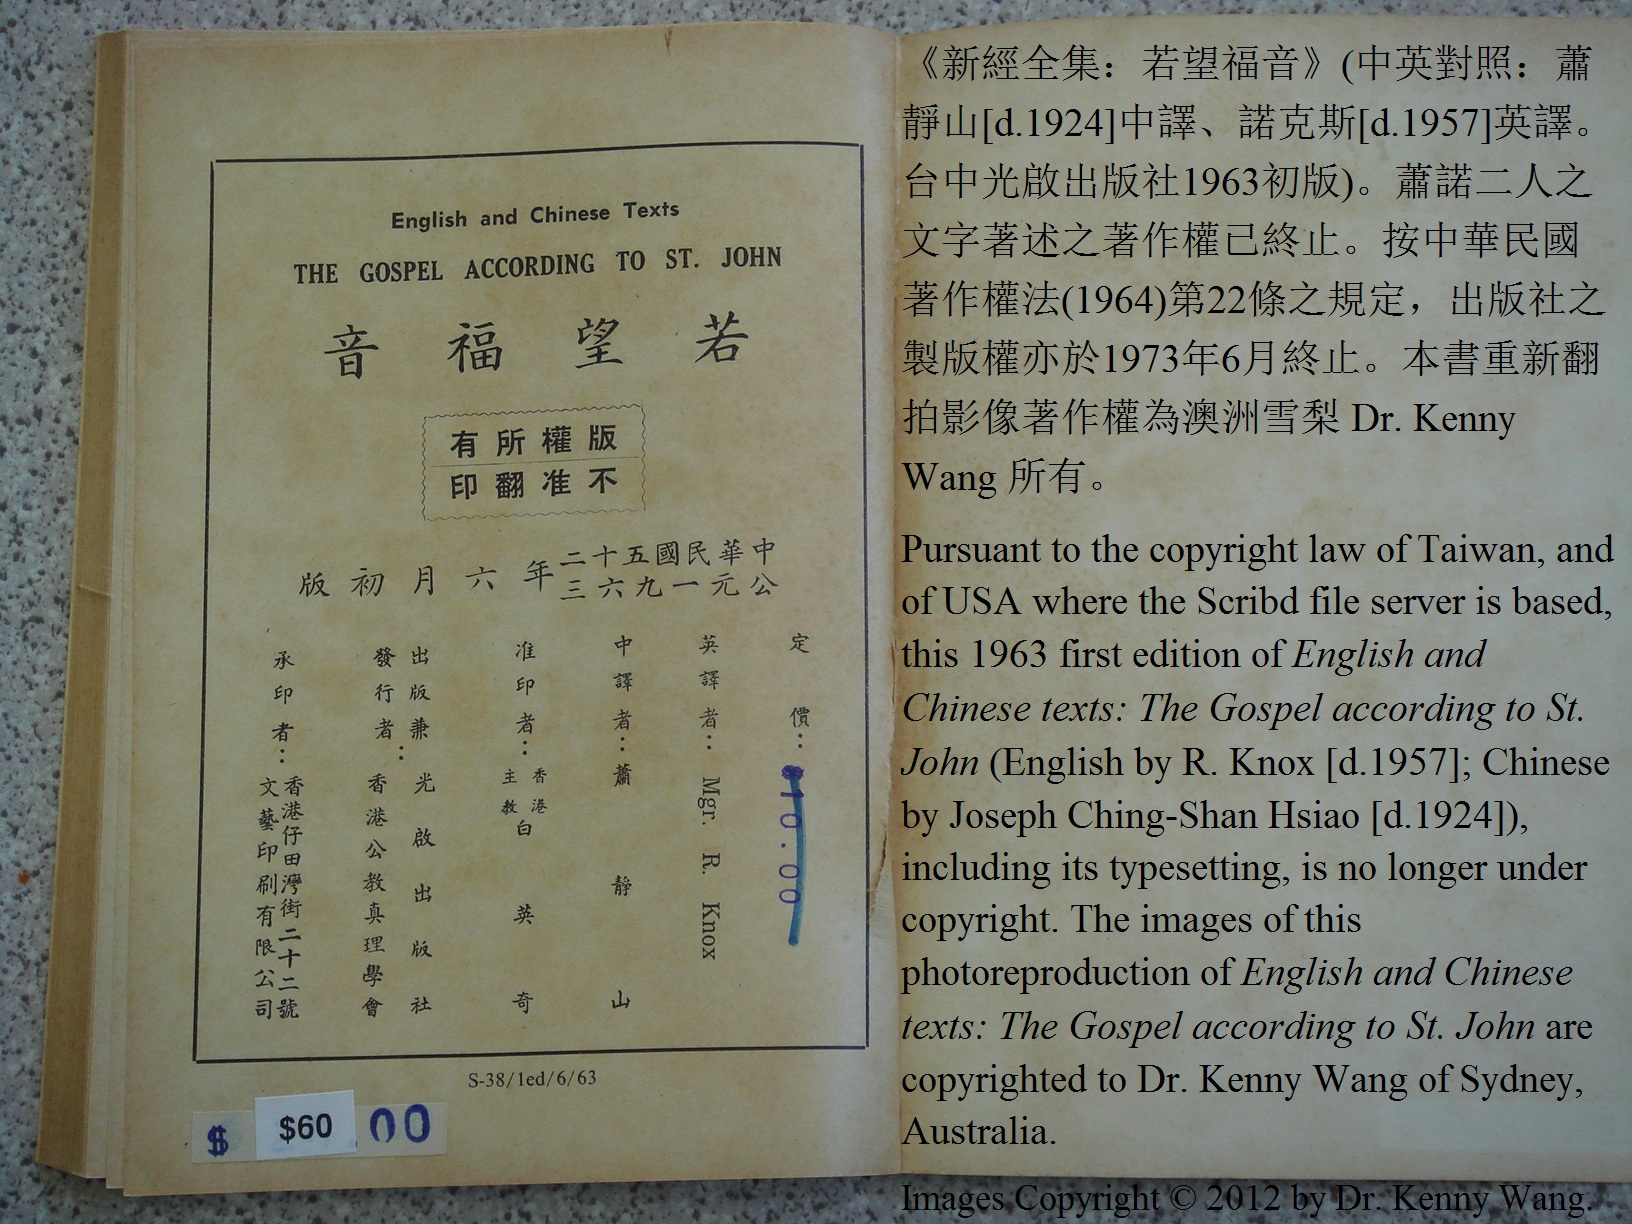 English and Chinese Texts
THE GOSPEL ACCORDING TO ST. JOHN
若望福音
版權所有
不准翻印
中華民國五十二
公元一九六三
年六月初版
定價：$10.00
英譯者：Mgr. R. Knox
中譯者：蕭靜山
准印者：香港主教白英奇
出版兼發行者：
光啟出版社
香港公教真理學會
承印者：
香港仔田灣街二十二號
文藝印刷有限公司
S-38/1ed/6/63
$ $60 00
《新經全集：若望福音》(中英對照：蕭
靜山[d.1924]中譯、諾克斯[d.1957]英譯。
台中光啟出版社1963初版)。蕭諾二人之
文字著述之著作權已終止。按中華民國
著作權法(1964)第22條之規定，出版社之
製版權亦於1973年6月終止。本書重新翻
拍影像著作權為澳洲雪梨 Dr. Kenny
Wang 所有。
Pursuant to the copyright law of Taiwan, and
of USA where the Scribd file server is based,
this 1963 first edition of English and
Chinese texts: The Gospel according to St.
John (English by R. Knox [d.1957]; Chinese
by Joseph Ching-Shan Hsiao [d.1924]),
including its typesetting, is no longer under
copyright. The images of this
photoreproduction of English and Chinese
texts: The Gospel according to St. John are
copyrighted to Dr. Kenny Wang of Sydney,
Australia.
Images Copyright © 2012 by Dr. Kenny Wang.